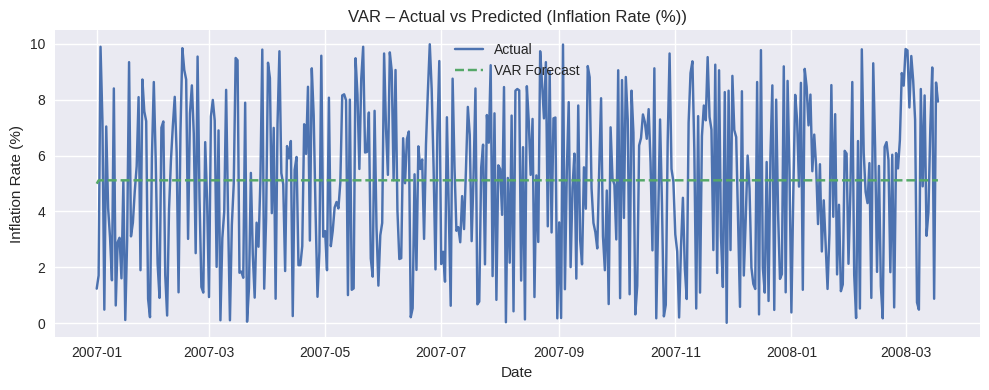 VAR – Actual vs Predicted (Inflation Rate (%))
Actual
VAR Forecast
Inflation Rate (%)
10
8
6
4
2
0
2007-01 2007-03 2007-05 2007-07 2007-09 2007-11 2008-01 2008-03
Date